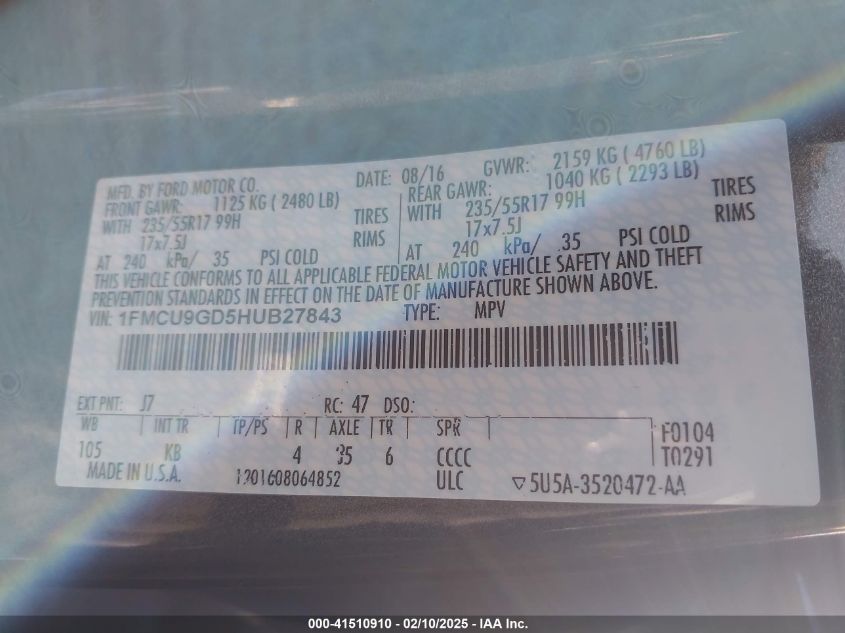 MFD. BY FORD MOTOR CO. DATE: 08/16 GVWR: 2159 KG ( 4760 LB)
FRONT GAWR: 1125 KG ( 2480 LB) REAR GAWR: 1040 KG ( 2293 LB)
WITH 235/55R17 99H TIRES WITH 235/55R17 99H TIRES
17x7.5J RIMS 17x7.5J RIMS
AT 240 kPa/ 35 PSI COLD AT 240 kPa/ 35 PSI COLD
THIS VEHICLE CONFORMS TO ALL APPLICABLE FEDERAL MOTOR VEHICLE SAFETY AND THEFT
PREVENTION STANDARDS IN EFFECT ON THE DATE OF MANUFACTURE SHOWN ABOVE.
VIN: 1FMCU9GD5HUB27843 TYPE: MPV
EXT PNT: J7 RC: 47 DSO:
WB INT TR TP/PS R AXLE TR SPR F0104
105 KB 4 35 6 CCCC T0291
MADE IN U.S.A. 1201608064852 ULC ▽5U5A-3520472-AA
000-41510910 - 02/10/2025 - IAA Inc.